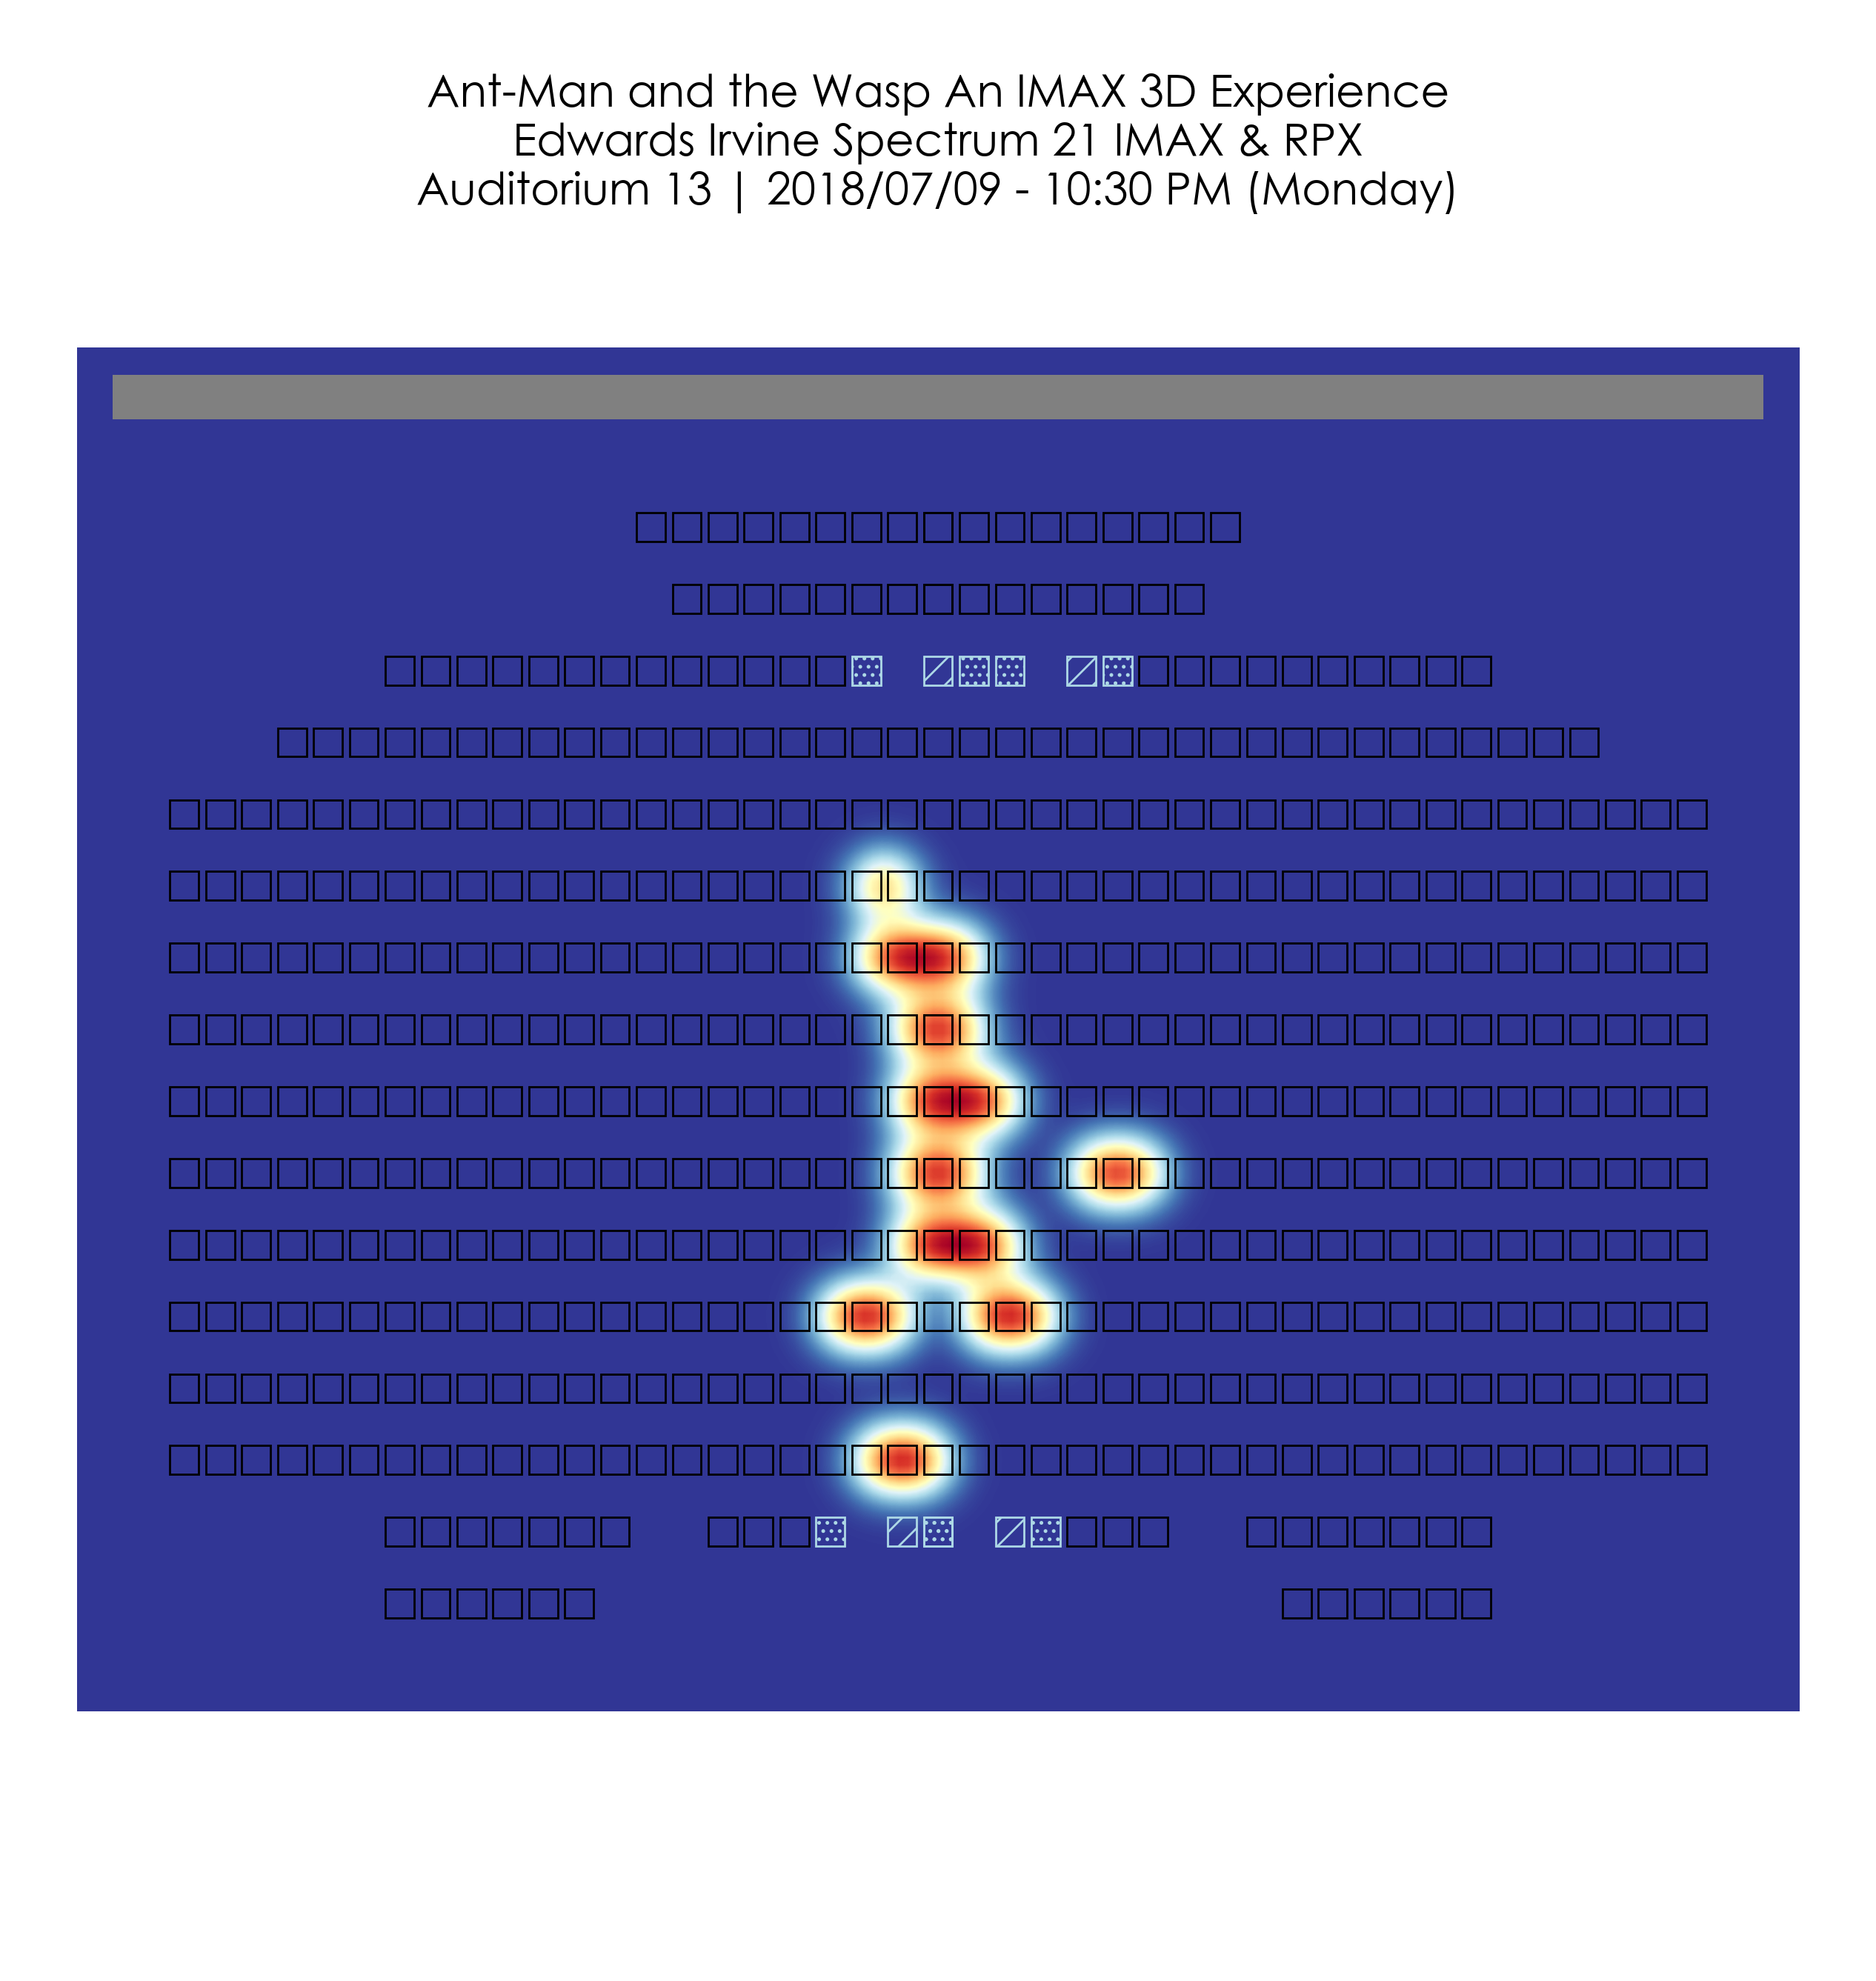 Ant-Man and the Wasp An IMAX 3D Experience
Edwards Irvine Spectrum 21 IMAX & RPX
Auditorium 13 | 2018/07/09 - 10:30 PM (Monday)